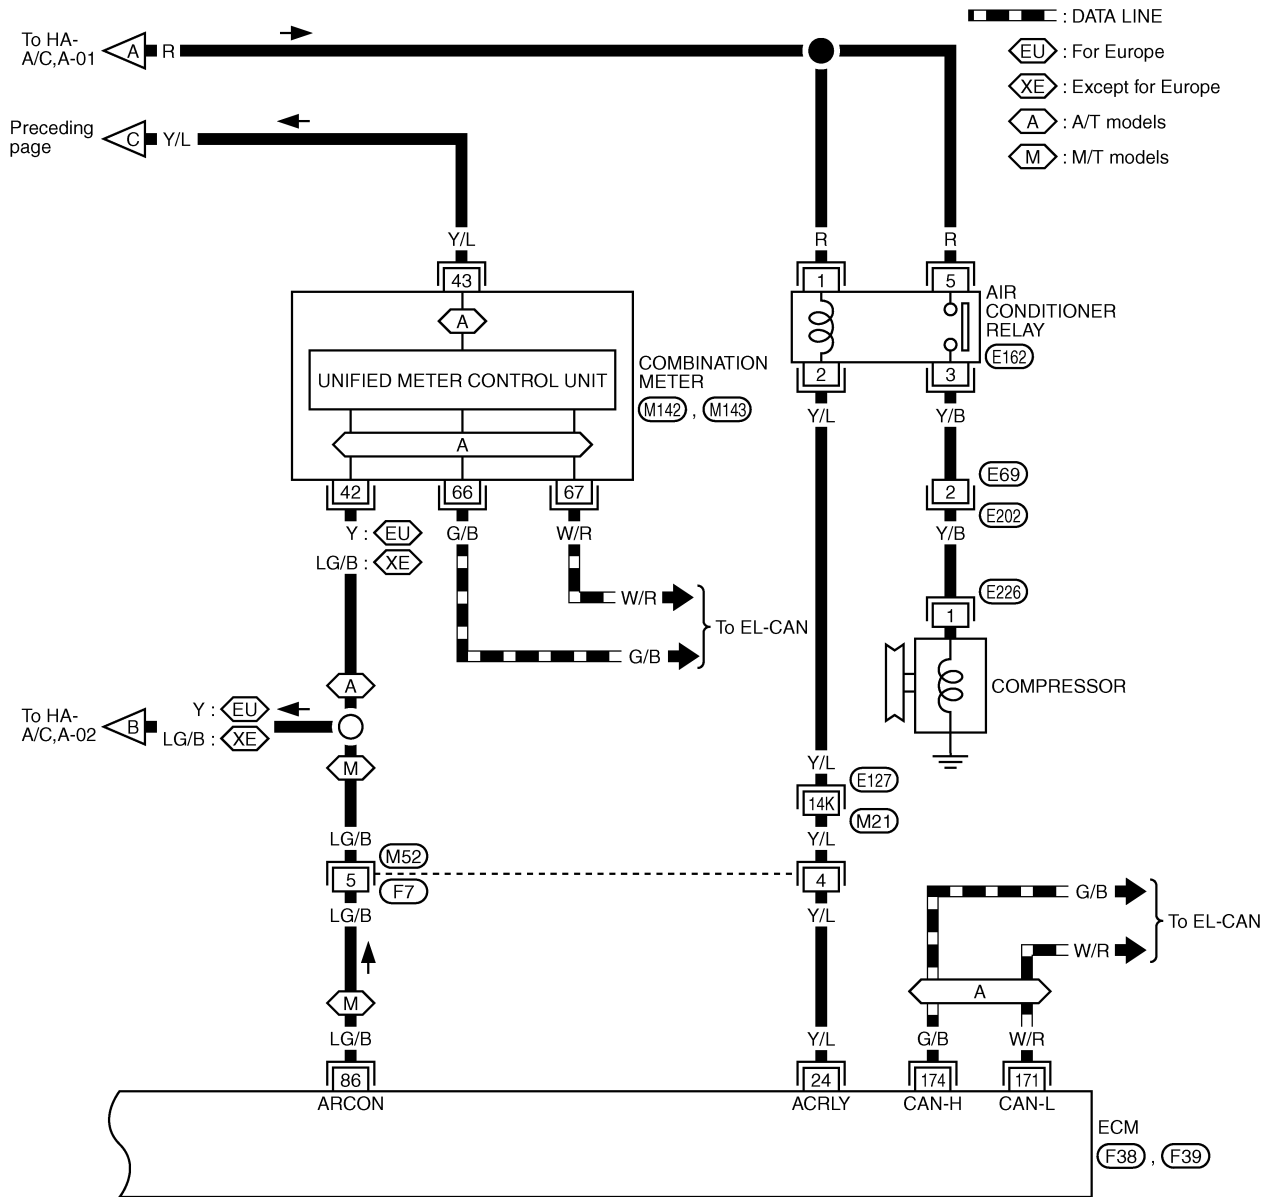 : DATA LINE
To HA-
A/C,A-01
A
R
EU : For Europe
XE : Except for Europe
Preceding
page
C
Y/L
A : A/T models
M : M/T models
Y/L
R
R
43
1
5
AIR
CONDITIONER
RELAY
E162
A
UNIFIED METER CONTROL UNIT
COMBINATION
METER
M142 , M143
2
3
Y/L
Y/B
A
42
66
67
2
E69
E202
Y : EU
G/B
W/R
Y/B
LG/B : XE
E226
W/R
To EL-CAN
G/B
1
COMPRESSOR
A
To HA-
A/C,A-02
B
Y : EU
LG/B : XE
M
Y/L
E127
14K
M21
LG/B
Y/L
M52
5
4
F7
LG/B
Y/L
G/B
To EL-CAN
W/R
A
M
LG/B
Y/L
G/B
W/R
86
24
174
171
ARCON
ACRLY
CAN-H
CAN-L
ECM
F38 , F39